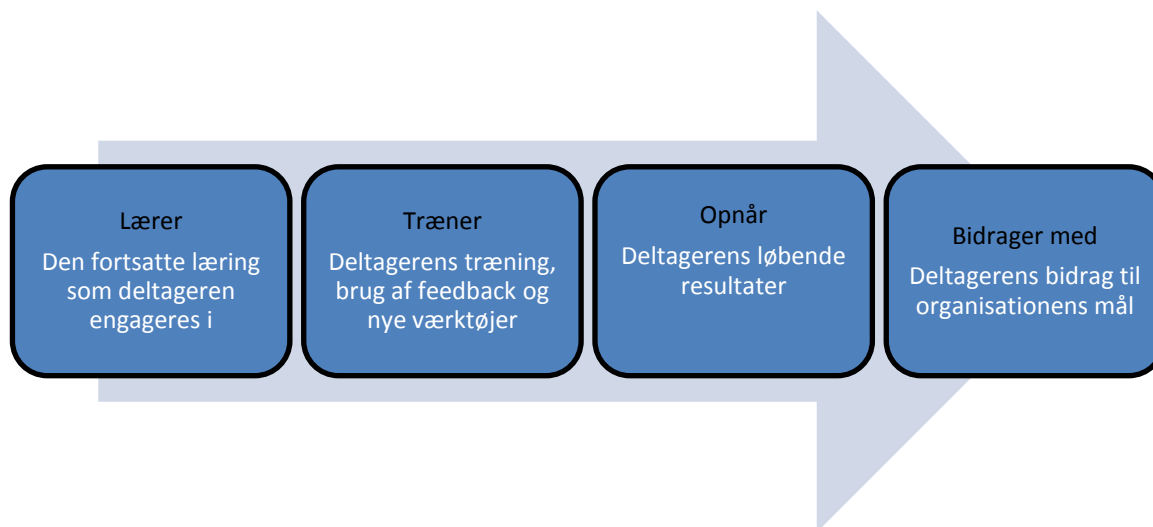 Lærer
Den fortsatte læring
som deltageren
engageres i
Træner
Deltagerens træning,
brug af feedback og
nye værktøjer
Opnår
Deltagerens løbende
resultater
Bidrager med
Deltagerens bidrag til
organisationens mål